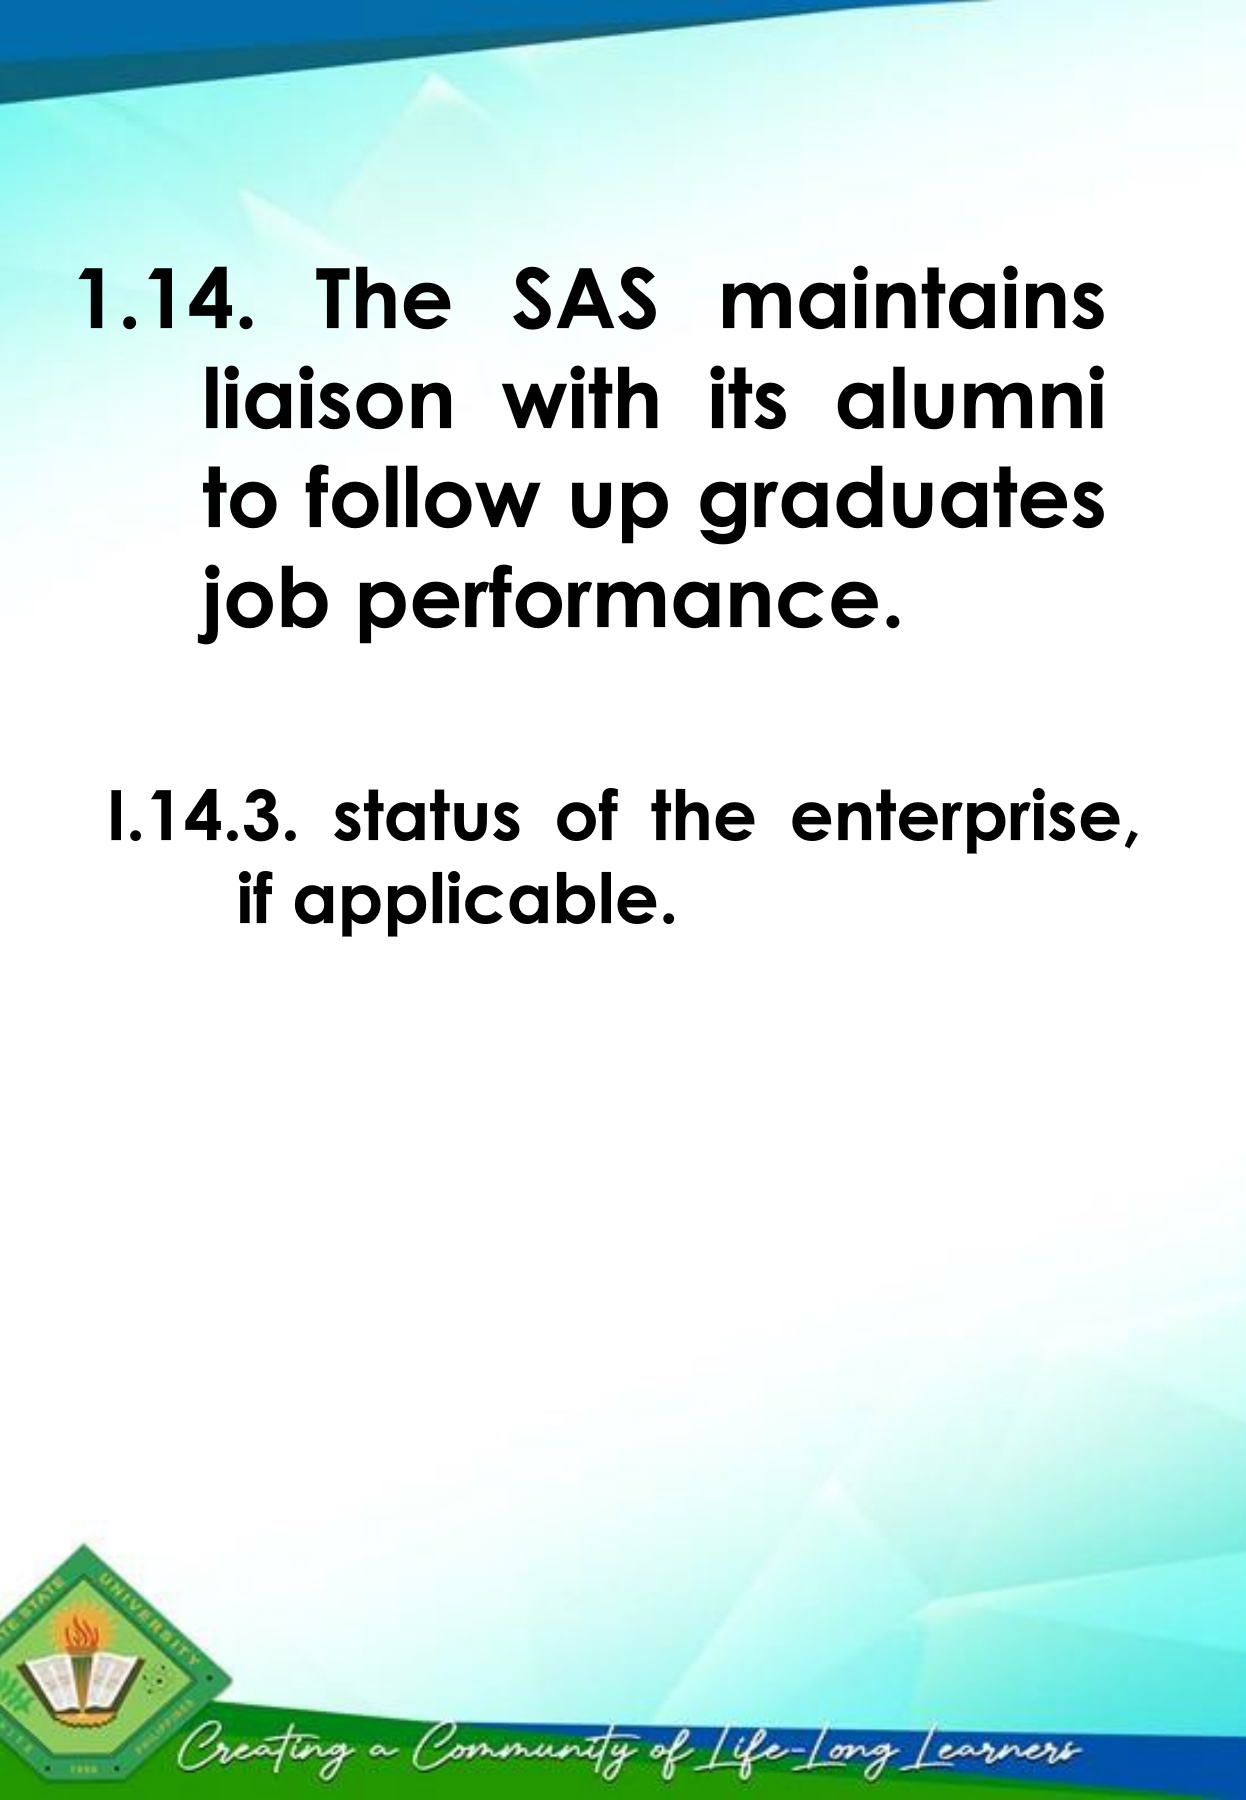 1.14. The SAS maintains
liaison with its alumni
to follow up graduates
job performance.
I.14.3. status of the enterprise,
if applicable.
STATE UNIVERSITY
PHILIPPINES
Creating a Community of Life-Long Learners